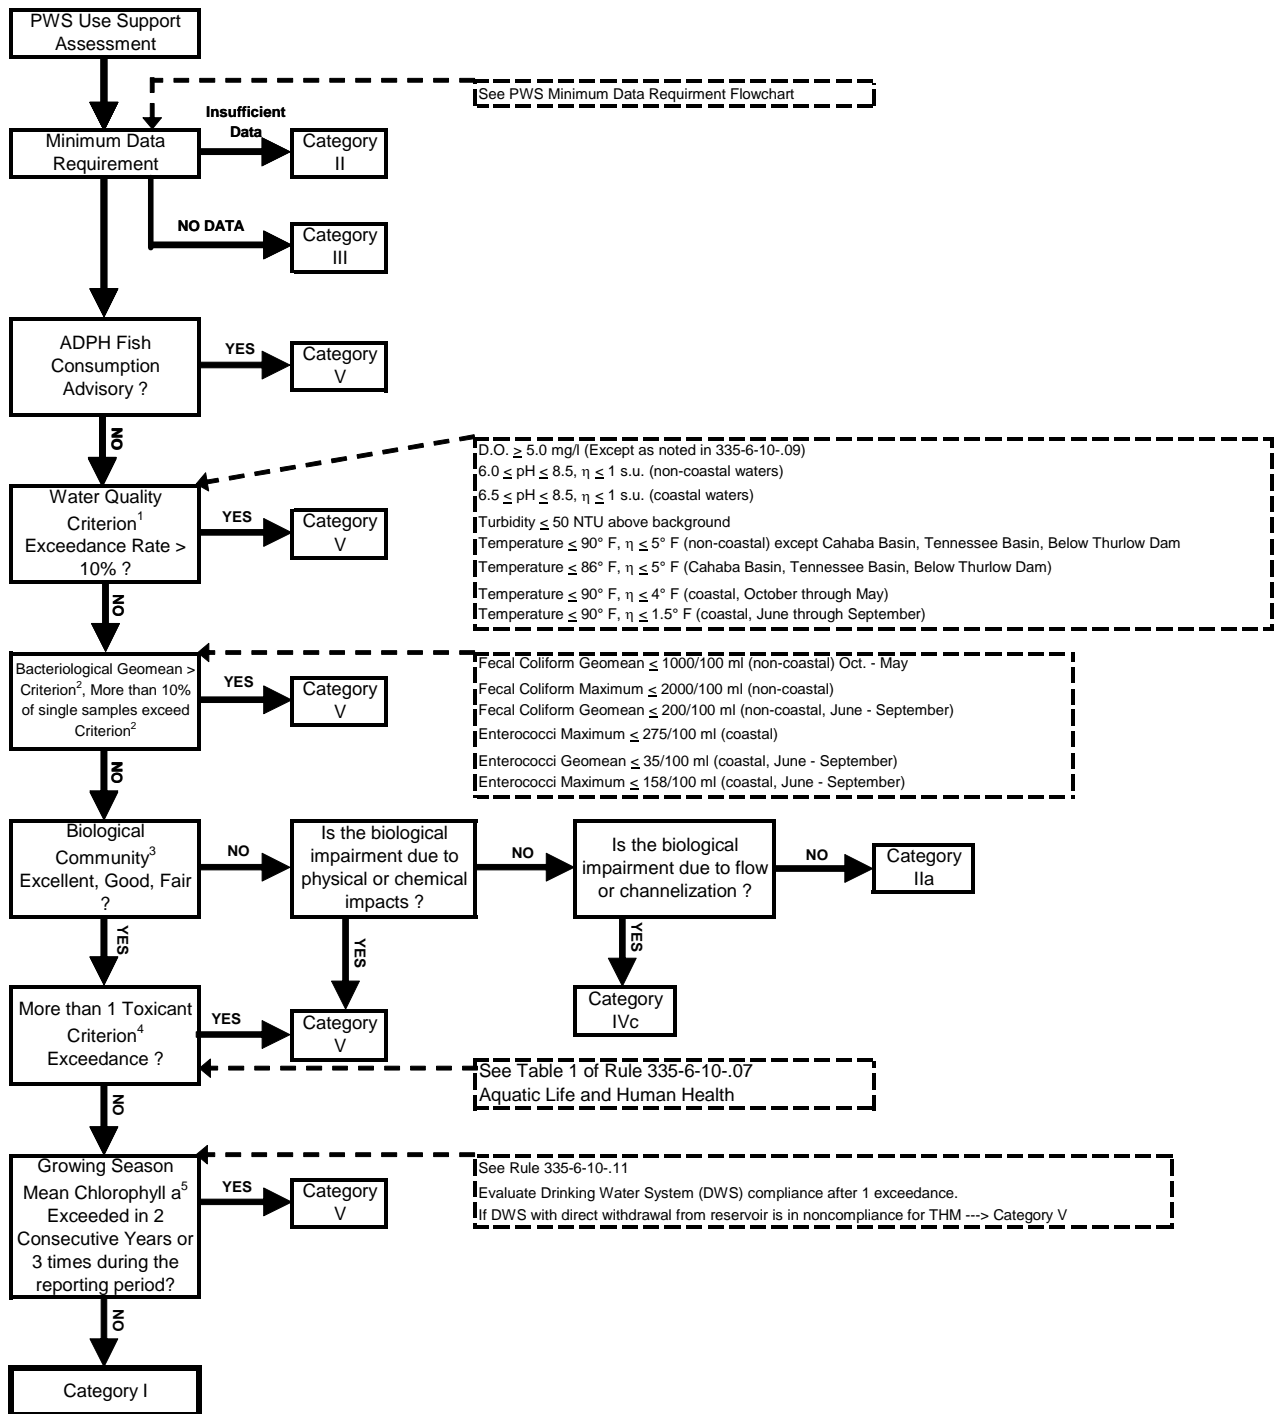 PWS Use Support
Assessment
See PWS Minimum Data Requirment Flowchart
Insufficient
Data
Minimum Data
Requirement
Category
II
NO DATA
Category
III
ADPH Fish
Consumption
Advisory ?
YES
Category
V
NO
D.O. ≥ 5.0 mg/l (Except as noted in 335-6-10-.09)
6.0 ≤ pH ≤ 8.5, η ≤ 1 s.u. (non-coastal waters)
6.5 ≤ pH ≤ 8.5, η ≤ 1 s.u. (coastal waters)
Turbidity ≤ 50 NTU above background
Temperature ≤ 90° F, η ≤ 5° F (non-coastal) except Cahaba Basin, Tennessee Basin, Below Thurlow Dam
Temperature ≤ 86° F, η ≤ 5° F (Cahaba Basin, Tennessee Basin, Below Thurlow Dam)
Temperature ≤ 90° F, η ≤ 4° F (coastal, October through May)
Temperature ≤ 90° F, η ≤ 1.5° F (coastal, June through September)
Water Quality
Criterion¹
Exceedance Rate >
10% ?
YES
Category
V
NO
Bacteriological Geomean >
Criterion², More than 10%
of single samples exceed
Criterion²
YES
Category
V
Fecal Coliform Geomean ≤ 1000/100 ml (non-coastal) Oct. - May
Fecal Coliform Maximum ≤ 2000/100 ml (non-coastal)
Fecal Coliform Geomean ≤ 200/100 ml (non-coastal, June - September)
Enterococci Maximum ≤ 275/100 ml (coastal)
Enterococci Geomean ≤ 35/100 ml (coastal, June - September)
Enterococci Maximum ≤ 158/100 ml (coastal, June - September)
NO
Biological
Community³
Excellent, Good, Fair
?
NO
Is the biological
impairment due to
physical or chemical
impacts ?
NO
Is the biological
impairment due to flow
or channelization ?
NO
Category
IIa
YES
YES
YES
More than 1 Toxicant
Criterion⁴
Exceedance ?
YES
Category
V
Category
IVc
See Table 1 of Rule 335-6-10-.07
Aquatic Life and Human Health
NO
Growing Season
Mean Chlorophyll a⁵
Exceeded in 2
Consecutive Years or
3 times during the
reporting period?
YES
Category
V
See Rule 335-6-10-.11
Evaluate Drinking Water System (DWS) compliance after 1 exceedance.
If DWS with direct withdrawal from reservoir is in noncompliance for THM ---> Category V
NO
Category I